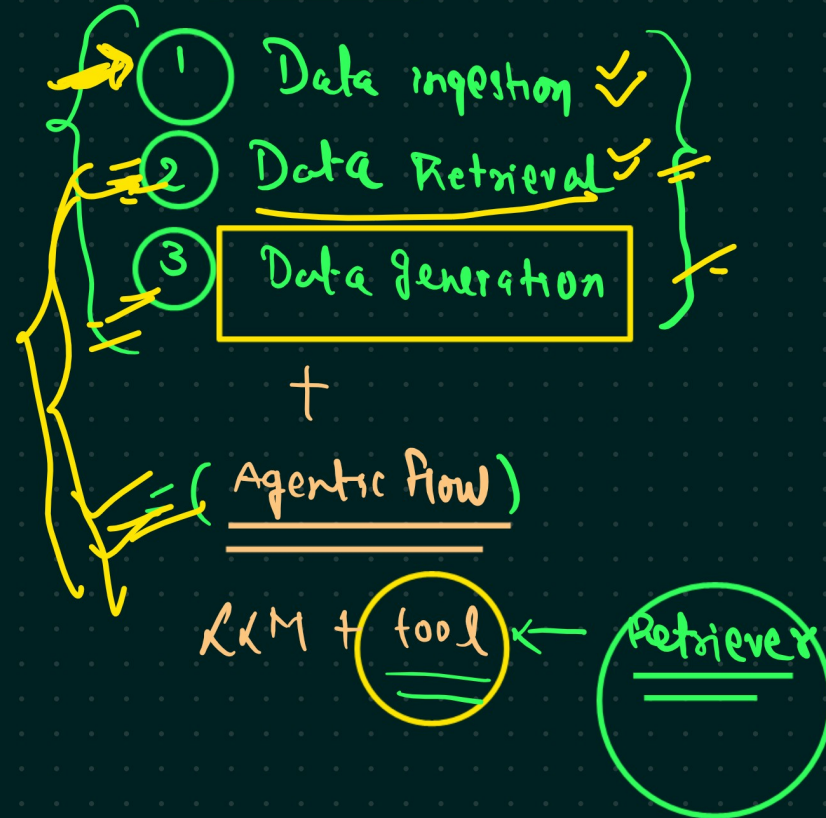 1 Data ingestion
2 Data Retrieval
3 Data generation
+
(Agentic flow)
LLM + tool ← Retriever